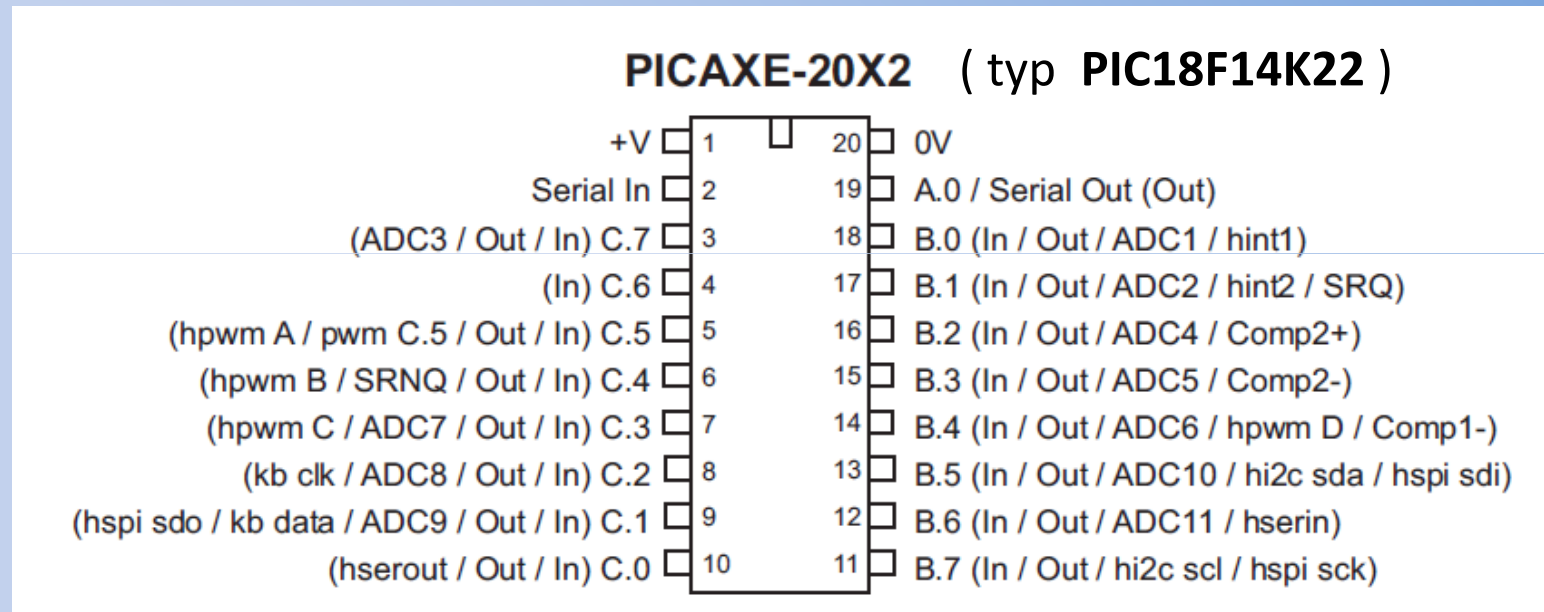 PICAXE-20X2 ( typ PIC18F14K22 )
+V 1 20 0V
Serial In 2 19 A.0 / Serial Out (Out)
(ADC3 / Out / In) C.7 3 18 B.0 (In / Out / ADC1 / hint1)
(In) C.6 4 17 B.1 (In / Out / ADC2 / hint2 / SRQ)
(hpwm A / pwm C.5 / Out / In) C.5 5 16 B.2 (In / Out / ADC4 / Comp2+)
(hpwm B / SRNQ / Out / In) C.4 6 15 B.3 (In / Out / ADC5 / Comp2-)
(hpwm C / ADC7 / Out / In) C.3 7 14 B.4 (In / Out / ADC6 / hpwm D / Comp1-)
(kb clk / ADC8 / Out / In) C.2 8 13 B.5 (In / Out / ADC10 / hi2c sda / hspi sdi)
(hspi sdo / kb data / ADC9 / Out / In) C.1 9 12 B.6 (In / Out / ADC11 / hserin)
(hserout / Out / In) C.0 10 11 B.7 (In / Out / hi2c scl / hspi sck)